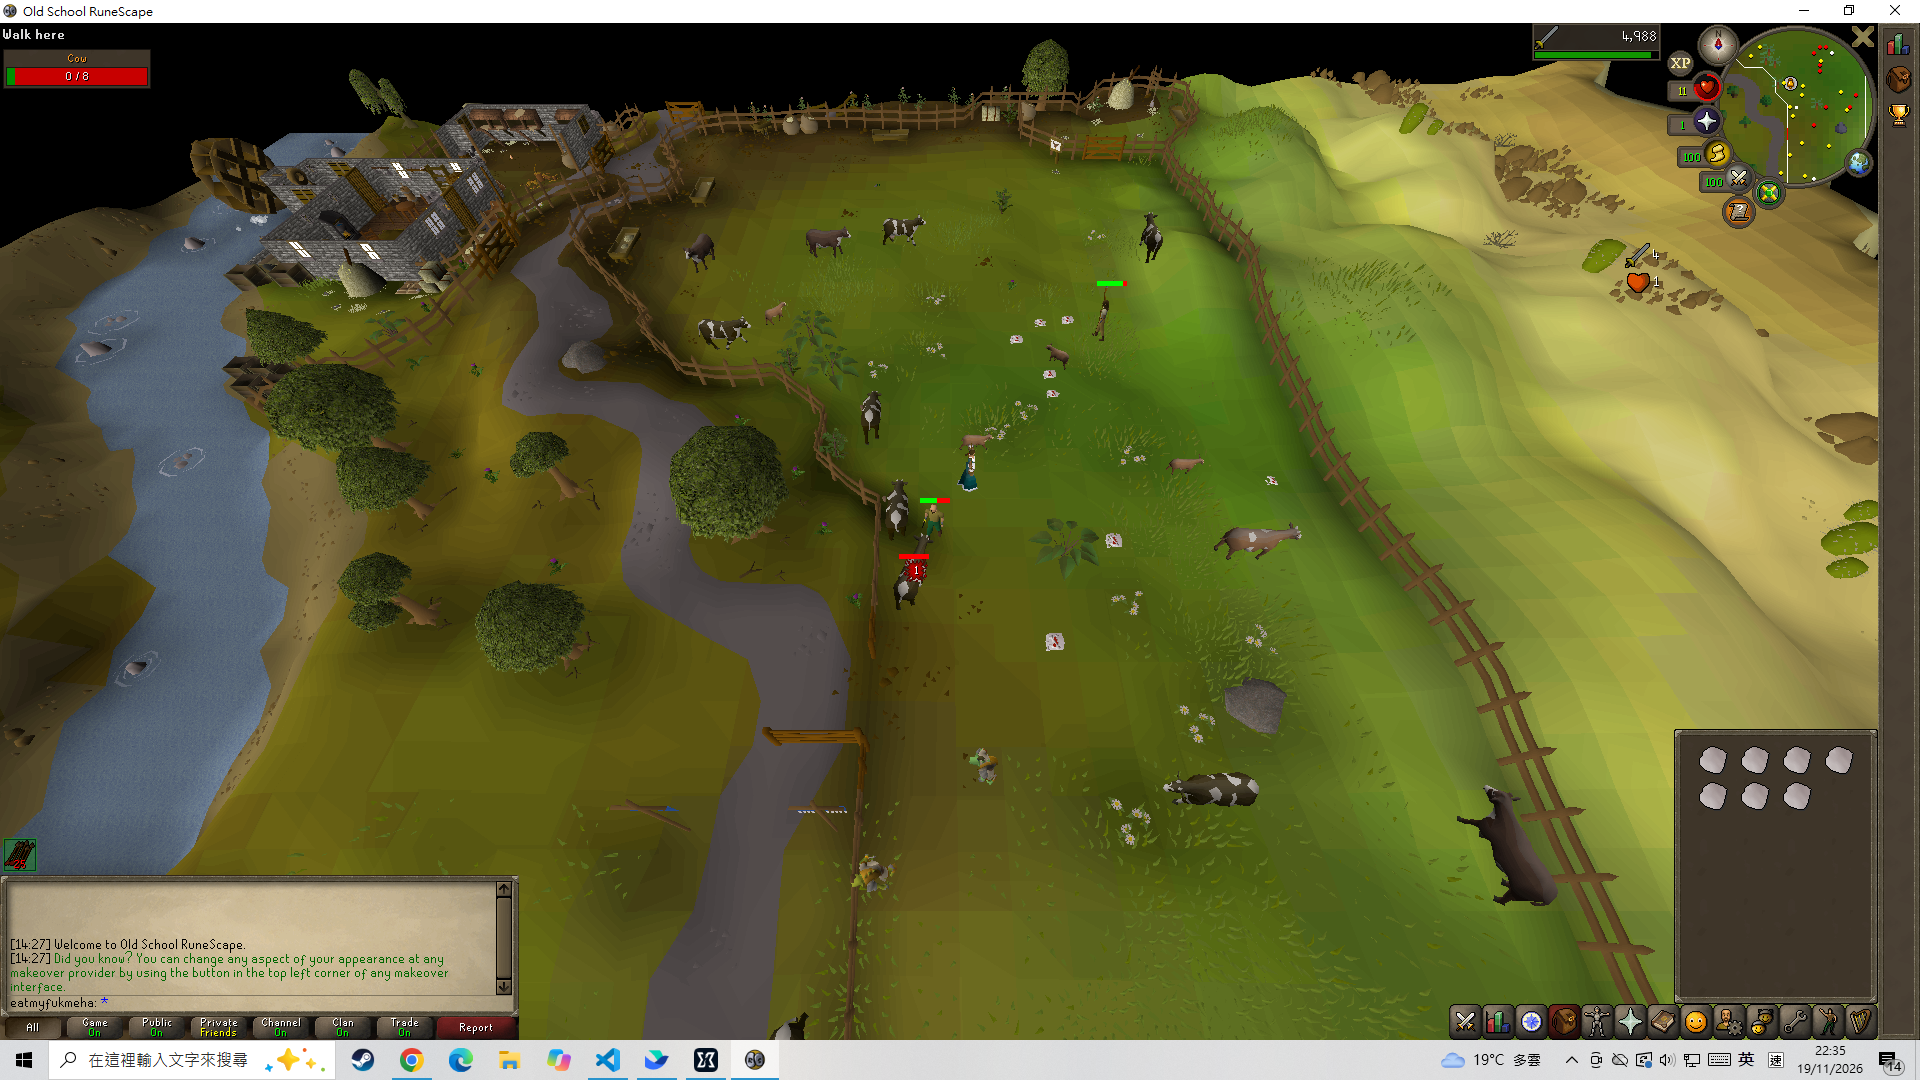 Old School RuneScape
Walk here
Cow
0 / 8
4,988
XP
N
11
1
100
100
4
1
1
25
[14:27] Welcome to Old School RuneScape.
[14:27] Did you know? You can change any aspect of your appearance at any
makeover provider by using the button in the top left corner of any makeover
interface.
eatmyfukmeha: *
All
Game
On
Public
On
Private
Friends
Channel
On
Clan
On
Trade
On
Report
在這裡輸入文字來搜尋
19°C 多雲
英
速
22:35
19/11/2026
14